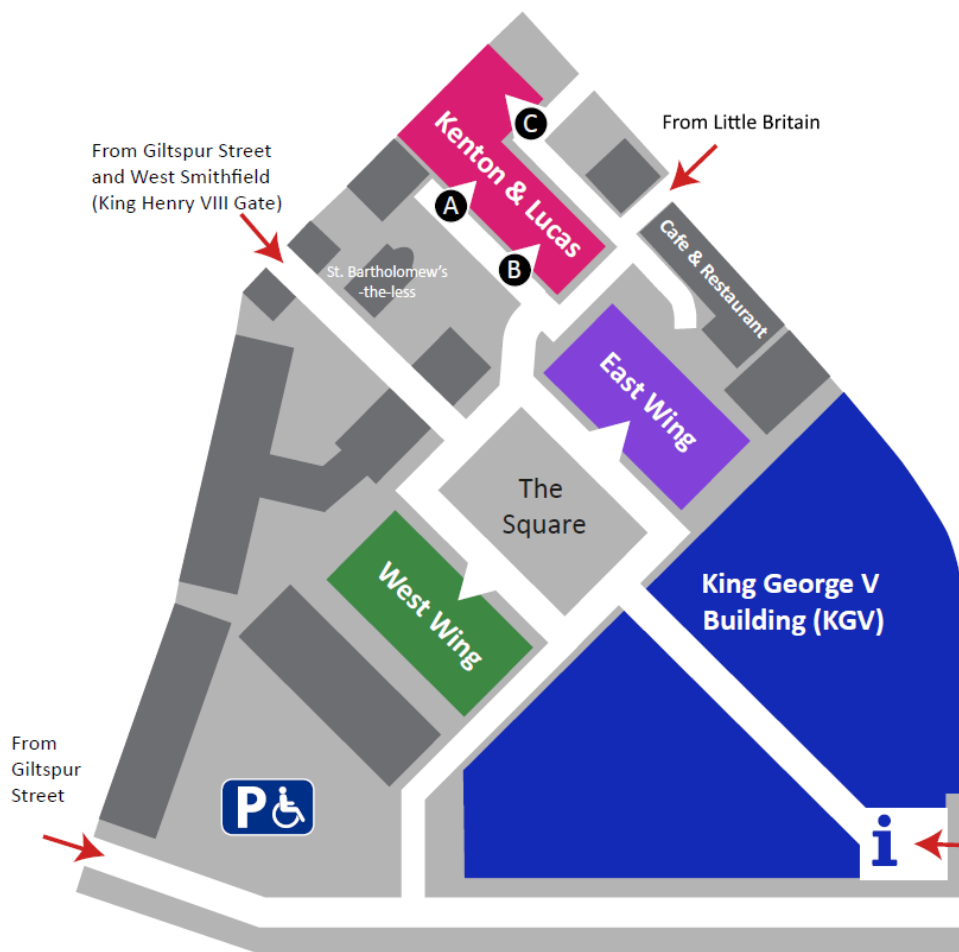 From Giltspur Street
and West Smithfield
(King Henry VIII Gate)
Kenton & Lucas
C
A
B
From Little Britain
St. Bartholomew's
-the-less
Cafe & Restaurant
East Wing
The
Square
West Wing
King George V
Building (KGV)
From
Giltspur
Street
P
i